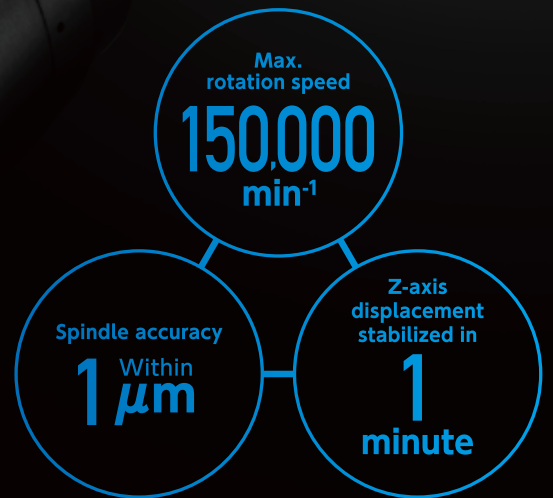 Max.
rotation speed
150,000
min-1
Spindle accuracy
1 Within
μm
Z-axis
displacement
stabilized in
1
minute